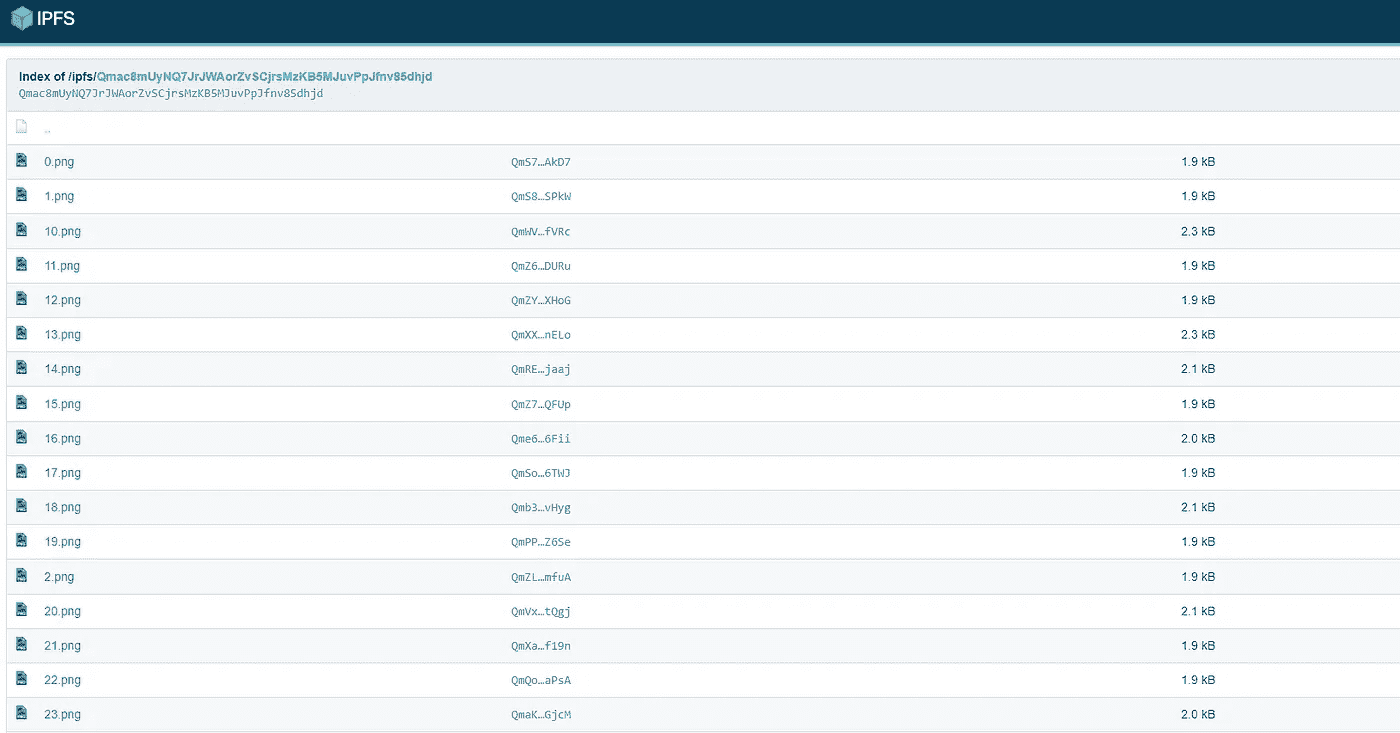 IPFS
Index of /ipfs/Qmac8mUyNQ7JrJWAorZvSCjrsMzKB5MJuvPpJfnv85dhjd
Qmac8mUyNQ7JrJWAorZvSCjrsMzKB5MJuvPpJfnv85dhjd
..
0.png QmS7…AkD7 1.9 kB
1.png QmS8…SPkW 1.9 kB
10.png QmWV…fVRc 2.3 kB
11.png QmZ6…DURu 1.9 kB
12.png QmZY…XHoG 1.9 kB
13.png QmXX…nELo 2.3 kB
14.png QmRE…jaaj 2.1 kB
15.png QmZ7…QFUp 1.9 kB
16.png Qme6…6Fii 2.0 kB
17.png QmSo…6TWJ 1.9 kB
18.png Qmb3…vHyg 2.1 kB
19.png QmPP…Z6Se 1.9 kB
2.png QmZL…mfuA 1.9 kB
20.png QmVx…tQgj 2.1 kB
21.png QmXa…f19n 1.9 kB
22.png QmQo…aPsA 1.9 kB
23.png QmaK…GjcM 2.0 kB